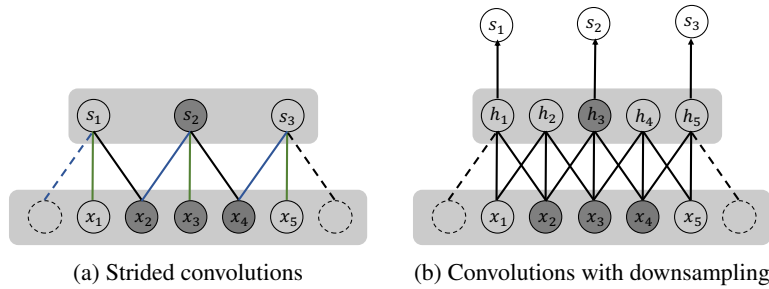 s₁ s₂ s₃
s₁ s₂ s₃
h₁ h₂ h₃ h₄ h₅
x₁ x₂ x₃ x₄ x₅
x₁ x₂ x₃ x₄ x₅
(a) Strided convolutions
(b) Convolutions with downsampling